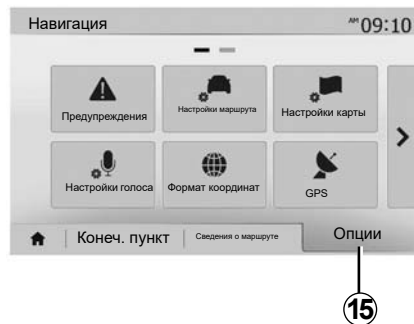 Навигация
AM 09:10
Предупреждения
Настройки маршрута
Настройки карты
Настройки голоса
Формат координат
GPS
Конеч. пункт
Сведения о маршруте
Опции
15